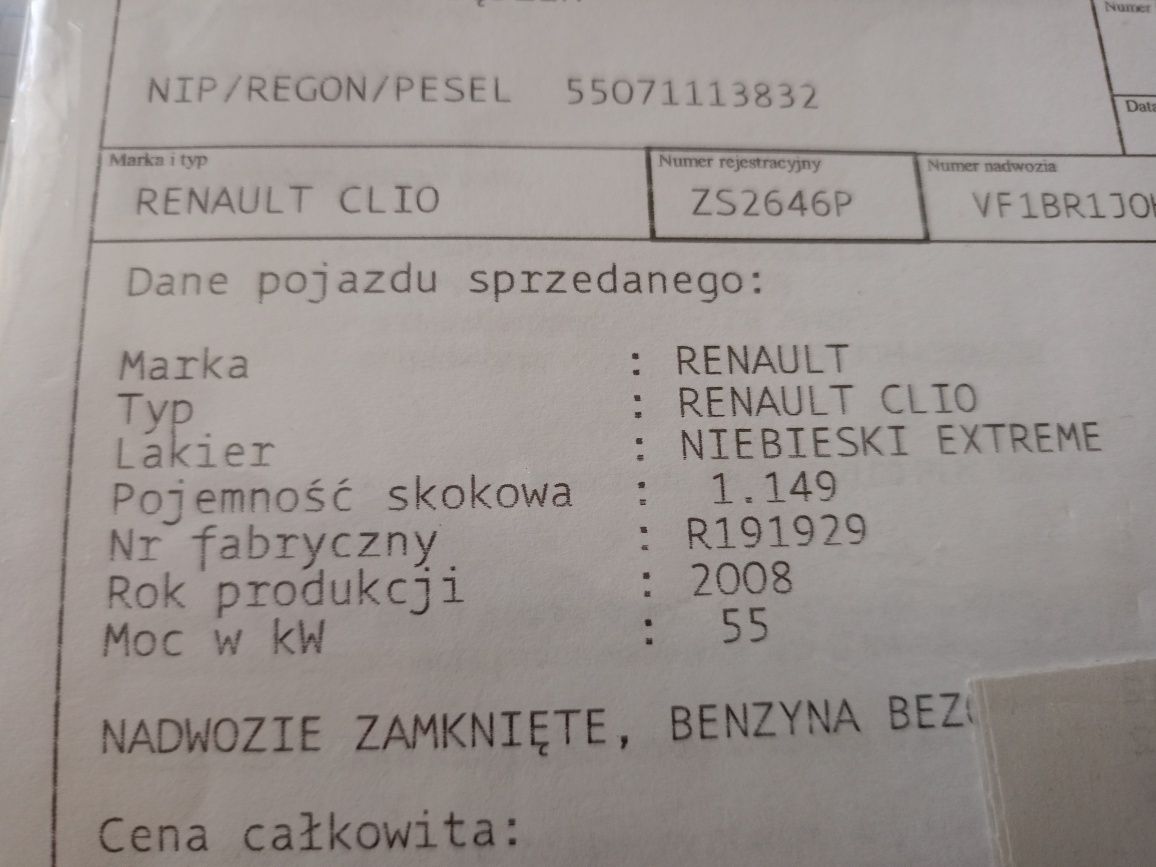 Numer
NIP/REGON/PESEL 55071113832
Data
Marka i typ
RENAULT CLIO
Numer rejestracyjny
ZS2646P
Numer nadwozia
VF1BR1J0
Dane pojazdu sprzedanego:
Marka : RENAULT
Typ : RENAULT CLIO
Lakier : NIEBIESKI EXTREME
Pojemność skokowa : 1.149
Nr fabryczny : R191929
Rok produkcji : 2008
Moc w kW : 55
NADWOZIE ZAMKNIĘTE, BENZYNA BEZ
Cena całkowita: